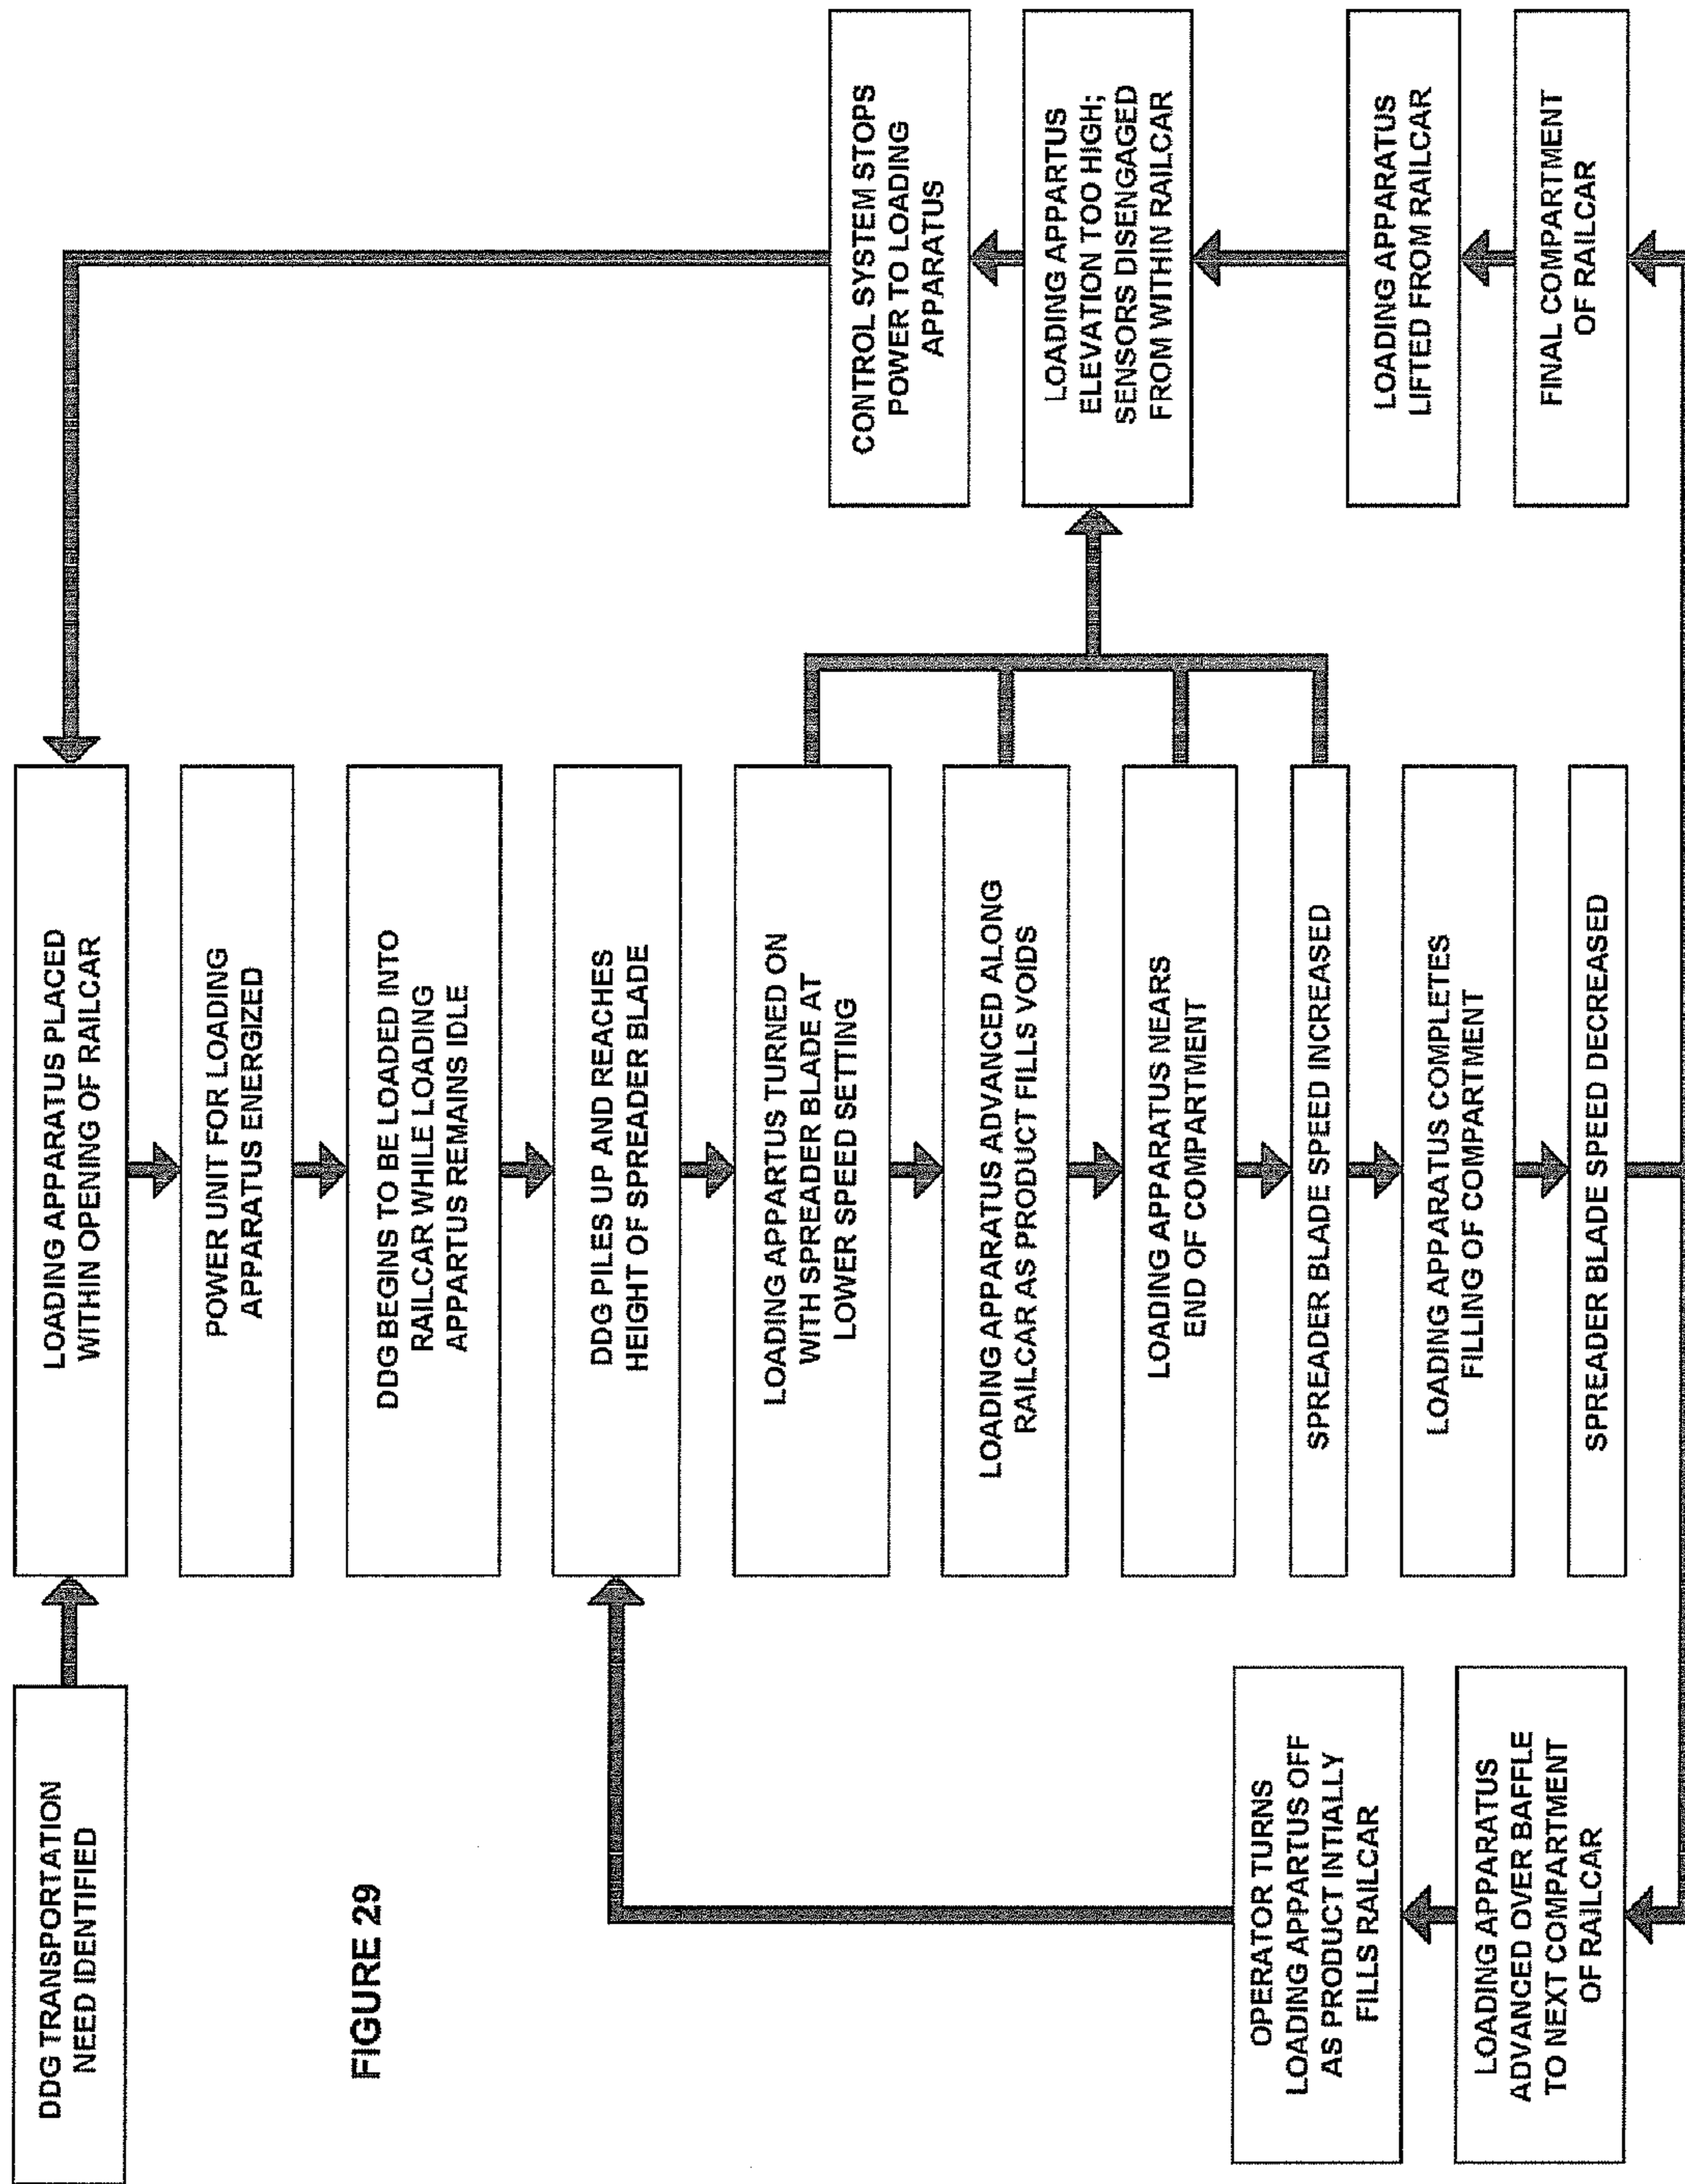 DDG TRANSPORTATION
NEED IDENTIFIED
FIGURE 29
LOADING APPARATUS PLACED
WITHIN OPENING OF RAILCAR
POWER UNIT FOR LOADING
APPARATUS ENERGIZED
DDG BEGINS TO BE LOADED INTO
RAILCAR WHILE LOADING
APPARTUS REMAINS IDLE
DDG PILES UP AND REACHES
HEIGHT OF SPREADER BLADE
LOADING APPARTUS TURNED ON
WITH SPREADER BLADE AT
LOWER SPEED SETTING
LOADING APPARATUS ADVANCED ALONG
RAILCAR AS PRODUCT FILLS VOIDS
LOADING APPARATUS NEARS
END OF COMPARTMENT
SPREADER BLADE SPEED INCREASED
LOADING APPARATUS COMPLETES
FILLING OF COMPARTMENT
SPREADER BLADE SPEED DECREASED
OPERATOR TURNS
LOADING APPARTUS OFF
AS PRODUCT INTIALLY
FILLS RAILCAR
LOADING APPARATUS
ADVANCED OVER BAFFLE
TO NEXT COMPARTMENT
OF RAILCAR
CONTROL SYSTEM STOPS
POWER TO LOADING
APPARATUS
LOADING APPARTUS
ELEVATION TOO HIGH;
SENSORS DISENGAGED
FROM WITHIN RAILCAR
LOADING APPARATUS
LIFTED FROM RAILCAR
FINAL COMPARTMENT
OF RAILCAR